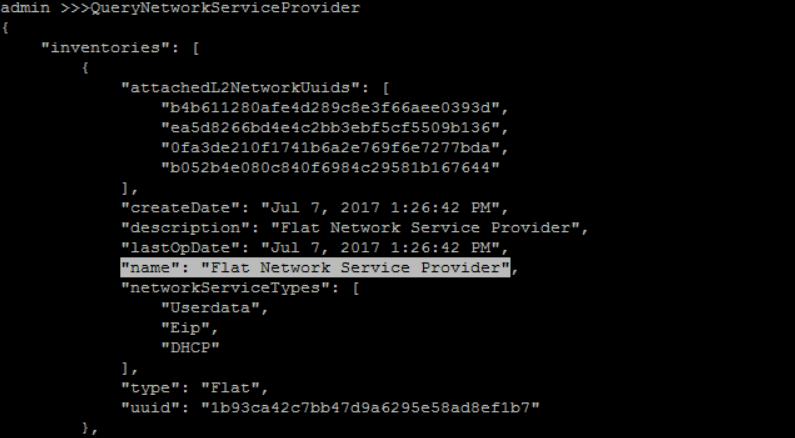 admin >>>QueryNetworkServiceProvider
{
    "inventories": [
        {
            "attachedL2NetworkUuids": [
                "b4b611280afe4d289c8e3f66aee0393d",
                "ea5d8266bd4e4c2bb3ebf5cf5509b136",
                "0fa3de210f1741b6a2e769f6e7277bda",
                "b052b4e080c840f6984c29581b167644"
            ],
            "createDate": "Jul 7, 2017 1:26:42 PM",
            "description": "Flat Network Service Provider",
            "lastOpDate": "Jul 7, 2017 1:26:42 PM",
            "name": "Flat Network Service Provider",
            "networkServiceTypes": [
                "Userdata",
                "Eip",
                "DHCP"
            ],
            "type": "Flat",
            "uuid": "1b93ca42c7bb47d9a6295e58ad8ef1b7"
        },